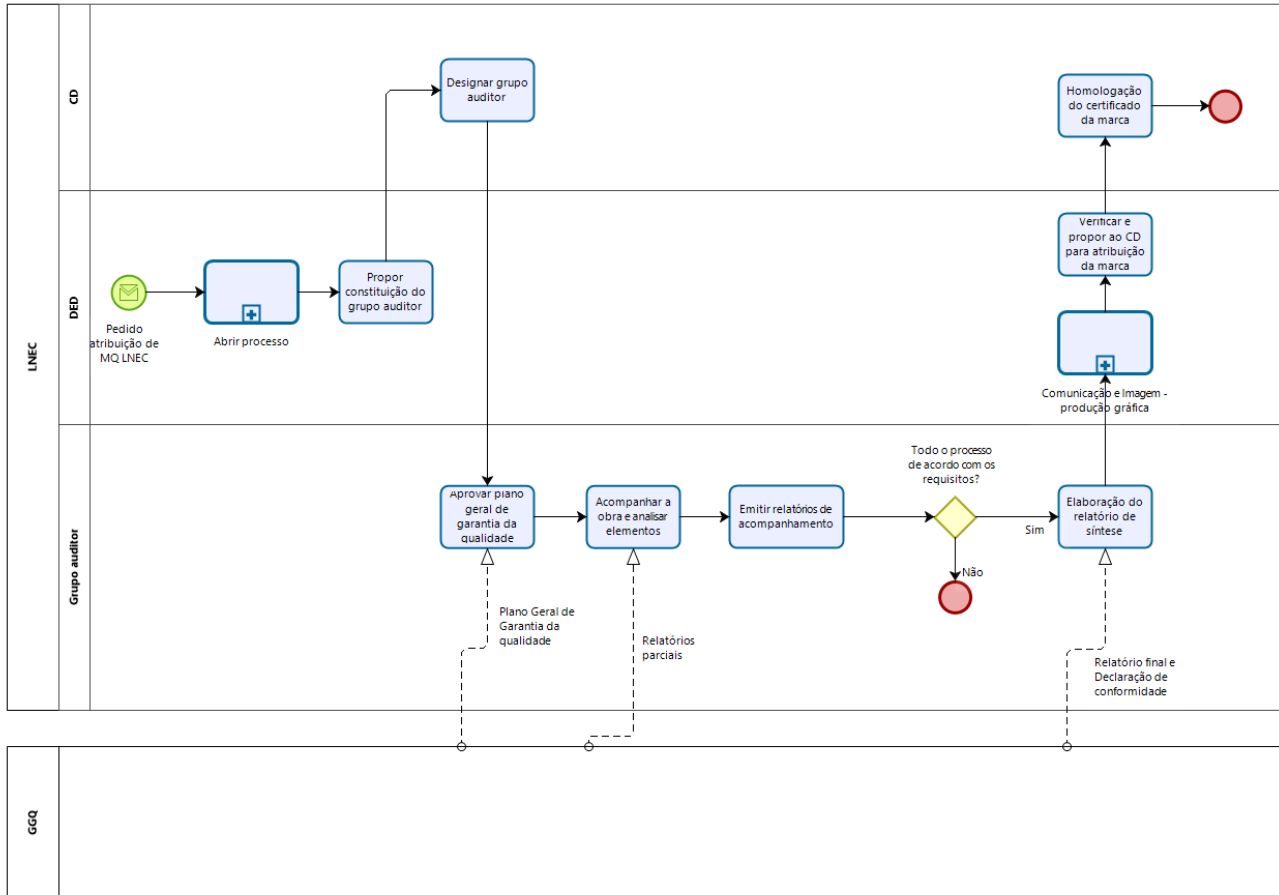 LNEC
CD
Designar grupo
auditor
Homologação
do certificado
da marca
DED
Pedido
atribuição de
MQ LNEC
Abrir processo
Propor
constituição do
grupo auditor
Verificar e
propor ao CD
para atribuição
da marca
Comunicação e Imagem -
produção gráfica
Grupo auditor
Aprovar plano
geral de
garantia da
qualidade
Acompanhar a
obra e analisar
elementos
Emitir relatórios de
acompanhamento
Todo o processo
de acordo com os
requisitos?
Sim
Não
Elaboração do
relatório de
síntese
Plano Geral de
Garantia da
qualidade
Relatórios
parciais
Relatório final e
Declaração de
conformidade
GGQ